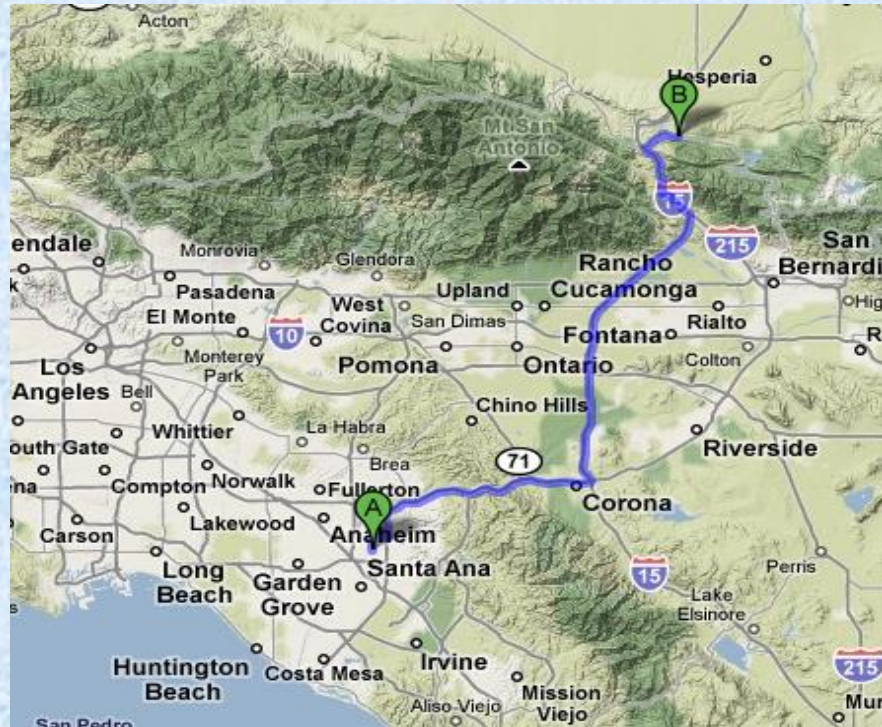 Acton
Hesperia
B
Mt San
Antonio
15
endale
Monrovia
Glendora
215
San
Bernardi
Pasadena
Rancho
Cucamonga
Upland
El Monte
West
Covina
San Dimas
10
Fontana
Rialto
Hig
Los
Angeles
Monterey
Park
Pomona
Ontario
Colton
R
Bell
Chino Hills
Whittier
La Habra
outh Gate
Brea
71
Riverside
ena
Compton
Norwalk
Fullerton
Corona
A
Lakewood
Anaheim
Carson
Long
Beach
Garden
Grove
Santa Ana
15
Perris
Lake
Elsinore
Huntington
Beach
Costa Mesa
Irvine
Mission
Viejo
215
Aliso Viejo
Mur
San Pedro